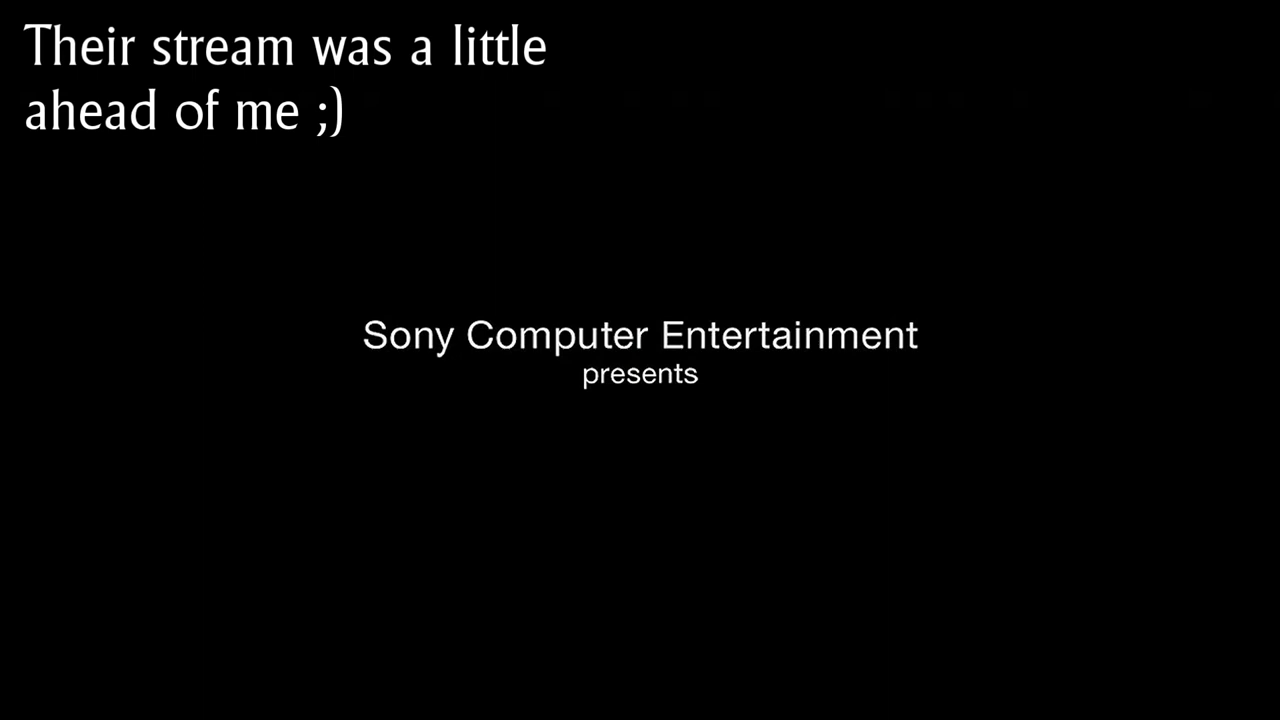 Their stream was a little
ahead of me ;)
Sony Computer Entertainment
presents